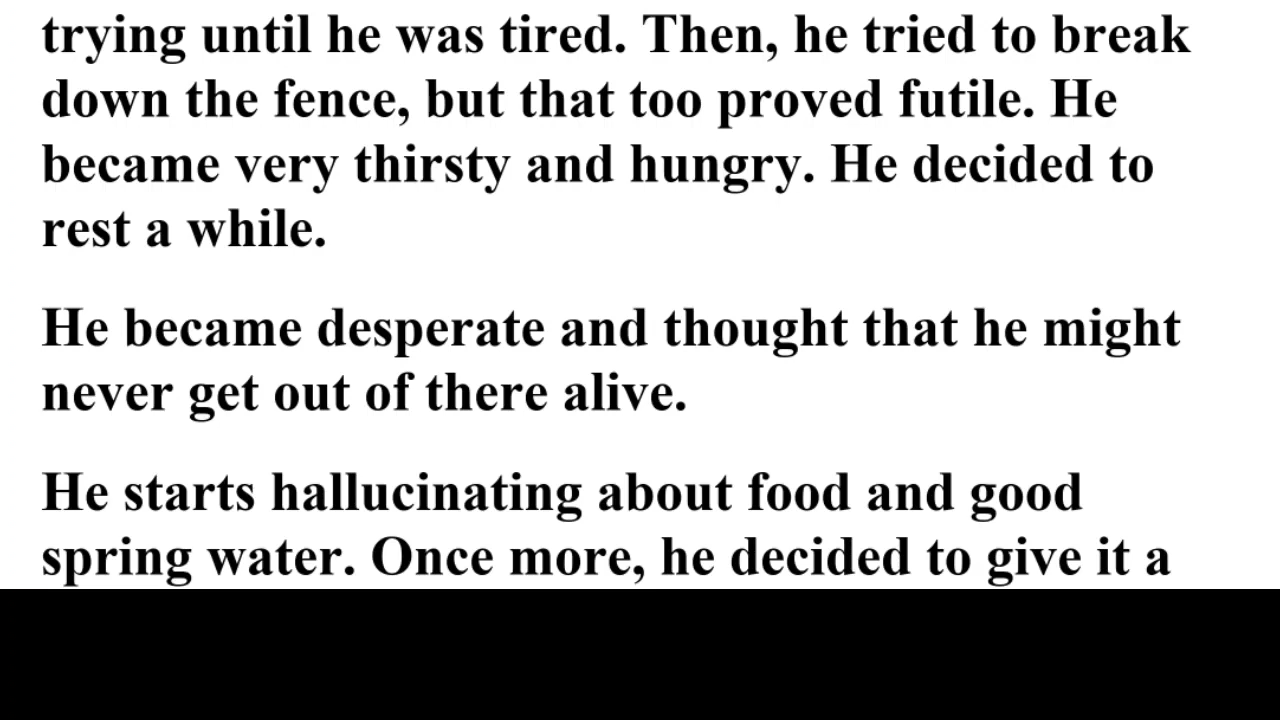 trying until he was tired. Then, he tried to break
down the fence, but that too proved futile. He
became very thirsty and hungry. He decided to
rest a while.
He became desperate and thought that he might
never get out of there alive.
He starts hallucinating about food and good
spring water. Once more, he decided to give it a